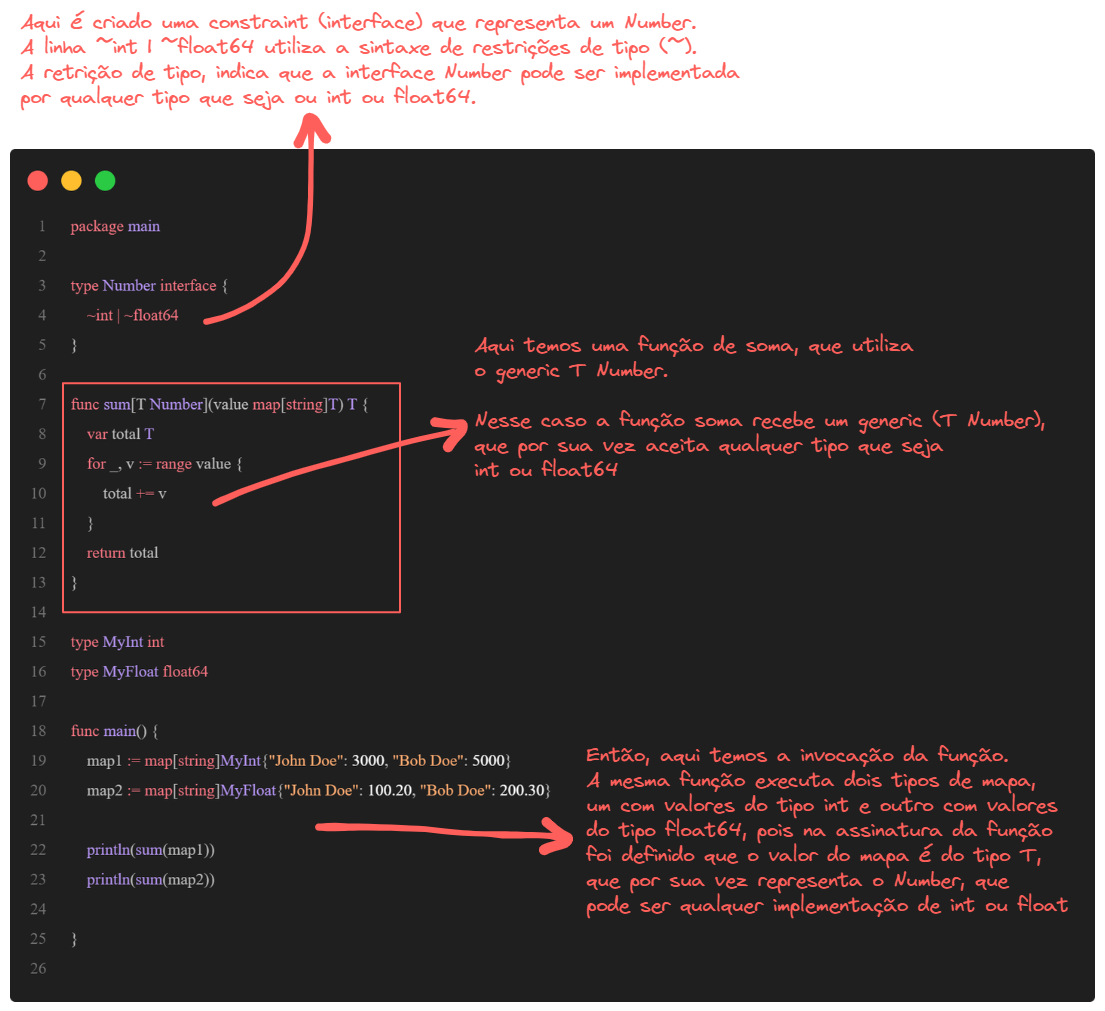 Aqui é criado uma constraint (interface) que representa um Number.
A linha ~int | ~float64 utiliza a sintaxe de restrições de tipo (~).
A retrição de tipo, indica que a interface Number pode ser implementada
por qualquer tipo que seja ou int ou float64.
1 package main
2
3 type Number interface {
4 ~int | ~float64
5 }
6
7 func sum[T Number](value map[string]T) T {
8 var total T
9 for _, v := range value {
10 total += v
11 }
12 return total
13 }
14
15 type MyInt int
16 type MyFloat float64
17
18 func main() {
19 map1 := map[string]MyInt{"John Doe": 3000, "Bob Doe": 5000}
20 map2 := map[string]MyFloat{"John Doe": 100.20, "Bob Doe": 200.30}
21
22 println(sum(map1))
23 println(sum(map2))
24
25 }
26
Aqui temos uma função de soma, que utiliza
o generic T Number.
Nesse caso a função soma recebe um generic (T Number),
que por sua vez aceita qualquer tipo que seja
int ou float64
Então, aqui temos a invocação da função.
A mesma função executa dois tipos de mapa,
um com valores do tipo int e outro com valores
do tipo float64, pois na assinatura da função
foi definido que o valor do mapa é do tipo T,
que por sua vez representa o Number, que
pode ser qualquer implementação de int ou float